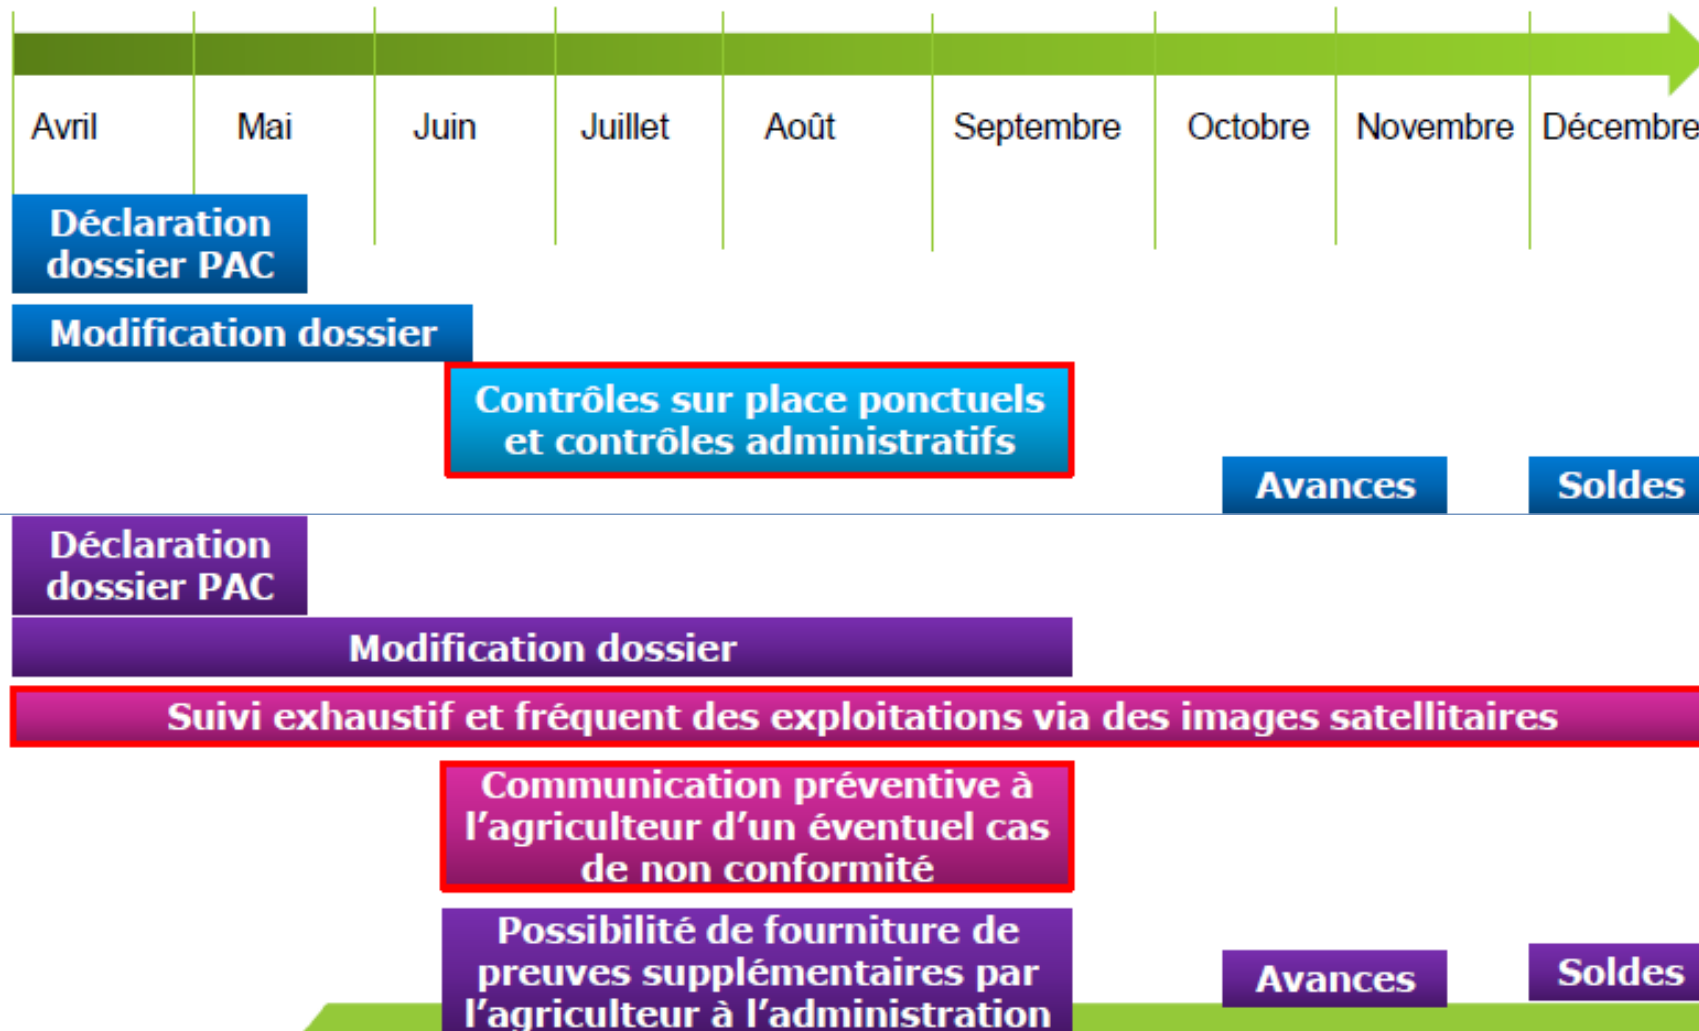 Avril Mai Juin Juillet Août Septembre Octobre Novembre Décembre
Déclaration
dossier PAC
Modification dossier
Contrôles sur place ponctuels
et contrôles administratifs
Avances
Soldes
Déclaration
dossier PAC
Modification dossier
Suivi exhaustif et fréquent des exploitations via des images satellitaires
Communication préventive à
l'agriculteur d'un éventuel cas
de non conformité
Possibilité de fourniture de
preuves supplémentaires par
l'agriculteur à l'administration
Avances
Soldes